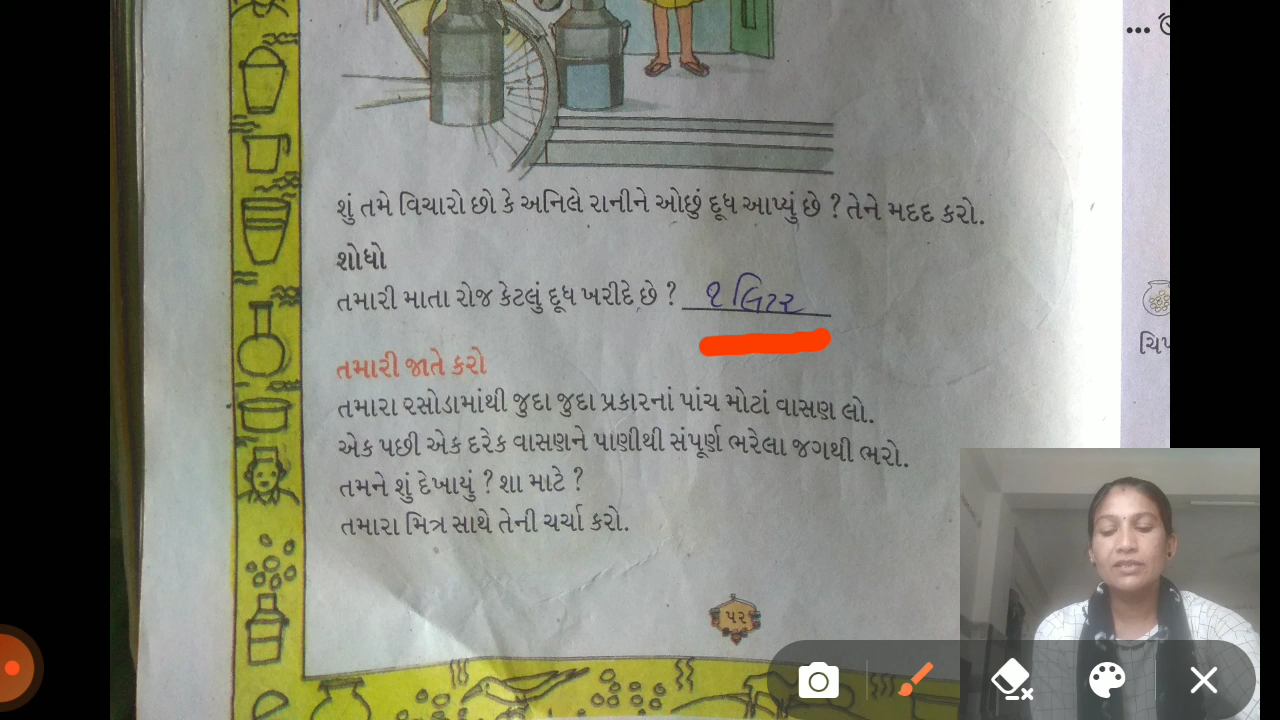 શું તમે વિચારો છો કે અનિલે રાનીને ઓછું દૂધ આપ્યું છે ? તેને મદદ કરો.
શોધો
તમારી માતા રોજ કેટલું દૂધ ખરીદે છે ? ૧ લિટર
તમારી જાતે કરો
તમારા રસોડામાંથી જુદા જુદા પ્રકારનાં પાંચ મોટાં વાસણ લો.
એક પછી એક દરેક વાસણને પાણીથી સંપૂર્ણ ભરેલા જગથી ભરો.
તમને શું દેખાયું ? શા માટે ?
તમારા મિત્ર સાથે તેની ચર્ચા કરો.
૫૨